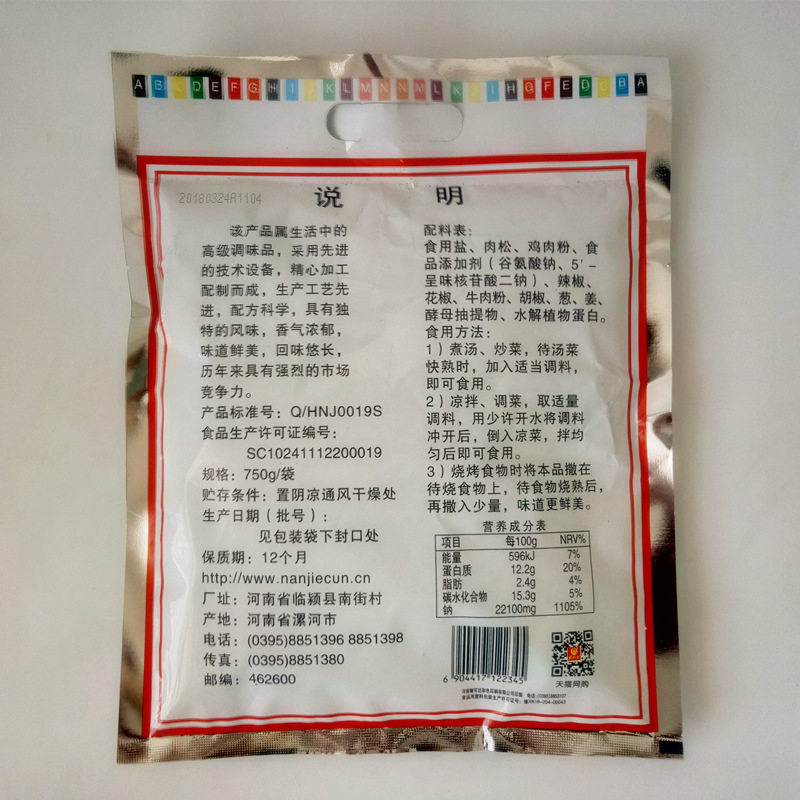 A B C K D E F G H I J K L M N N M L K J I H G F E D C B A
20180324A1104
说 明
该产品属生活中的
高级调味品，采用先进
的技术设备，精心加工
配制而成，生产工艺先
进，配方科学，具有独
特的风味，香气浓郁，
味道鲜美，回味悠长，
历年来具有强烈的市场
竞争力。
产品标准号：Q/HNJ0019S
食品生产许可证编号：
SC10241112200019
规格：750g/袋
贮存条件：置阴凉通风干燥处
生产日期（批号）：
见包装袋下封口处
保质期：12个月
http://www.nanjiecun.cn
厂址：河南省临颍县南街村
产地：河南省漯河市
电话：(0395)8851396 8851398
传真：(0395)8851380
邮编：462600
配料表：
食用盐、肉松、鸡肉粉、食
品添加剂（谷氨酸钠、5′-
呈味核苷酸二钠）、辣椒、
花椒、牛肉粉、胡椒、葱、姜、
酵母抽提物、水解植物蛋白。
食用方法：
1）煮汤、炒菜，待汤菜
快熟时，加入适当调料，
即可食用。
2）凉拌、调菜，取适量
调料，用少许开水将调料
冲开后，倒入凉菜，拌均
匀后即可食用。
3）烧烤食物时将本品撒在
待烧食物上，待食物烧熟后，
再撒入少量，味道更鲜美。
营养成分表
项目 每100g NRV%
能量 596kJ 7%
蛋白质 12.2g 20%
脂肪 2.4g 4%
碳水化合物 15.3g 5%
钠 22100mg 1105%
6 904417 122345
天猫网购